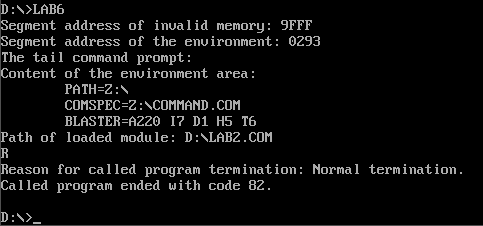 D:\>LAB6
Segment address of invalid memory: 9FFF
Segment address of the environment: 0293
The tail command prompt:
Content of the environment area:
PATH=Z:\
COMSPEC=Z:\COMMAND.COM
BLASTER=A220 I7 D1 H5 T6
Path of loaded module: D:\LAB2.COM
R
Reason for called program termination: Normal termination.
Called program ended with code 82.
D:\>_